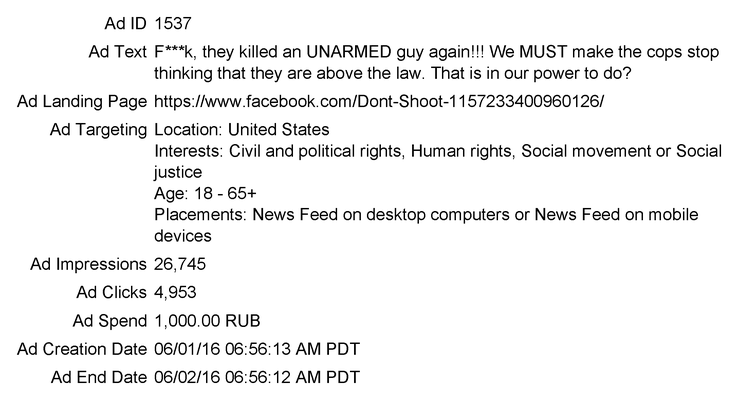 Ad ID 1537
Ad Text F***k, they killed an UNARMED guy again!!! We MUST make the cops stop
thinking that they are above the law. That is in our power to do?
Ad Landing Page https://www.facebook.com/Dont-Shoot-1157233400960126/
Ad Targeting Location: United States
Interests: Civil and political rights, Human rights, Social movement or Social
justice
Age: 18 - 65+
Placements: News Feed on desktop computers or News Feed on mobile
devices
Ad Impressions 26,745
Ad Clicks 4,953
Ad Spend 1,000.00 RUB
Ad Creation Date 06/01/16 06:56:13 AM PDT
Ad End Date 06/02/16 06:56:12 AM PDT